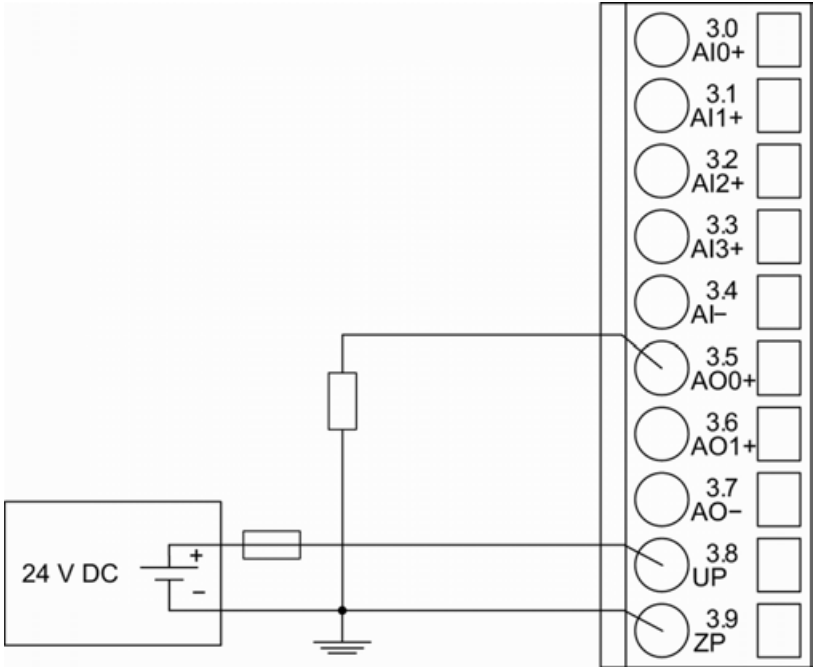 3.0
AI0+
3.1
AI1+
3.2
AI2+
3.3
AI3+
3.4
AI−
3.5
AO0+
3.6
AO1+
3.7
AO−
24 V DC
+
−
3.8
UP
3.9
ZP